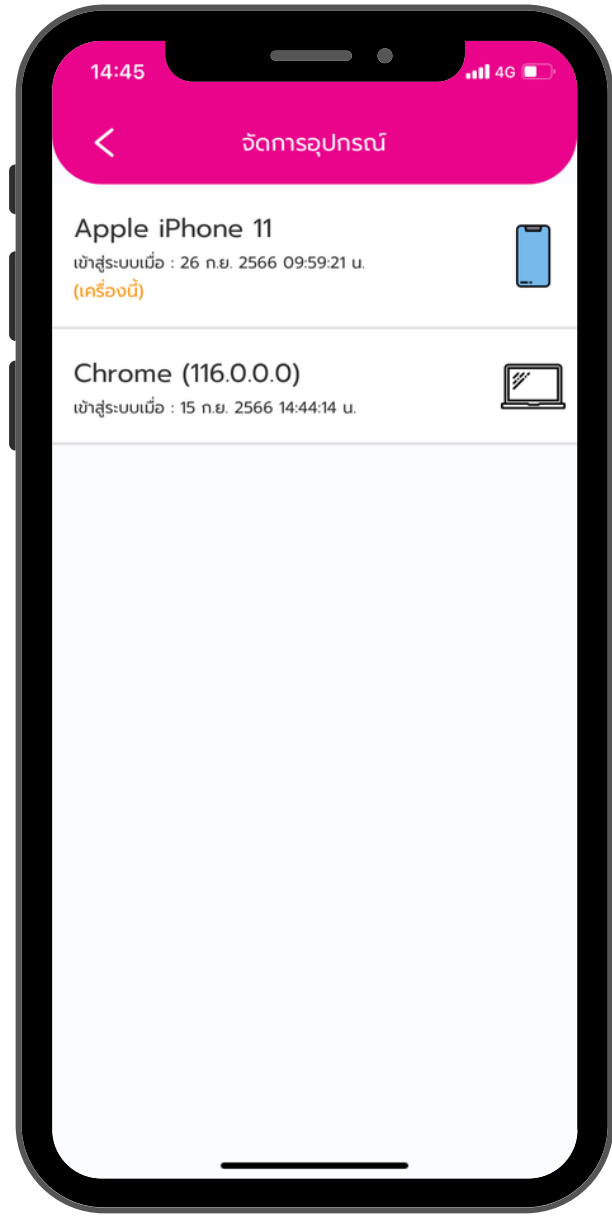 14:45
4G
จัดการอุปกรณ์
Apple iPhone 11
เข้าสู่ระบบเมื่อ : 26 ก.ย. 2566 09:59:21 น.
(เครื่องนี้)
Chrome (116.0.0.0)
เข้าสู่ระบบเมื่อ : 15 ก.ย. 2566 14:44:14 น.